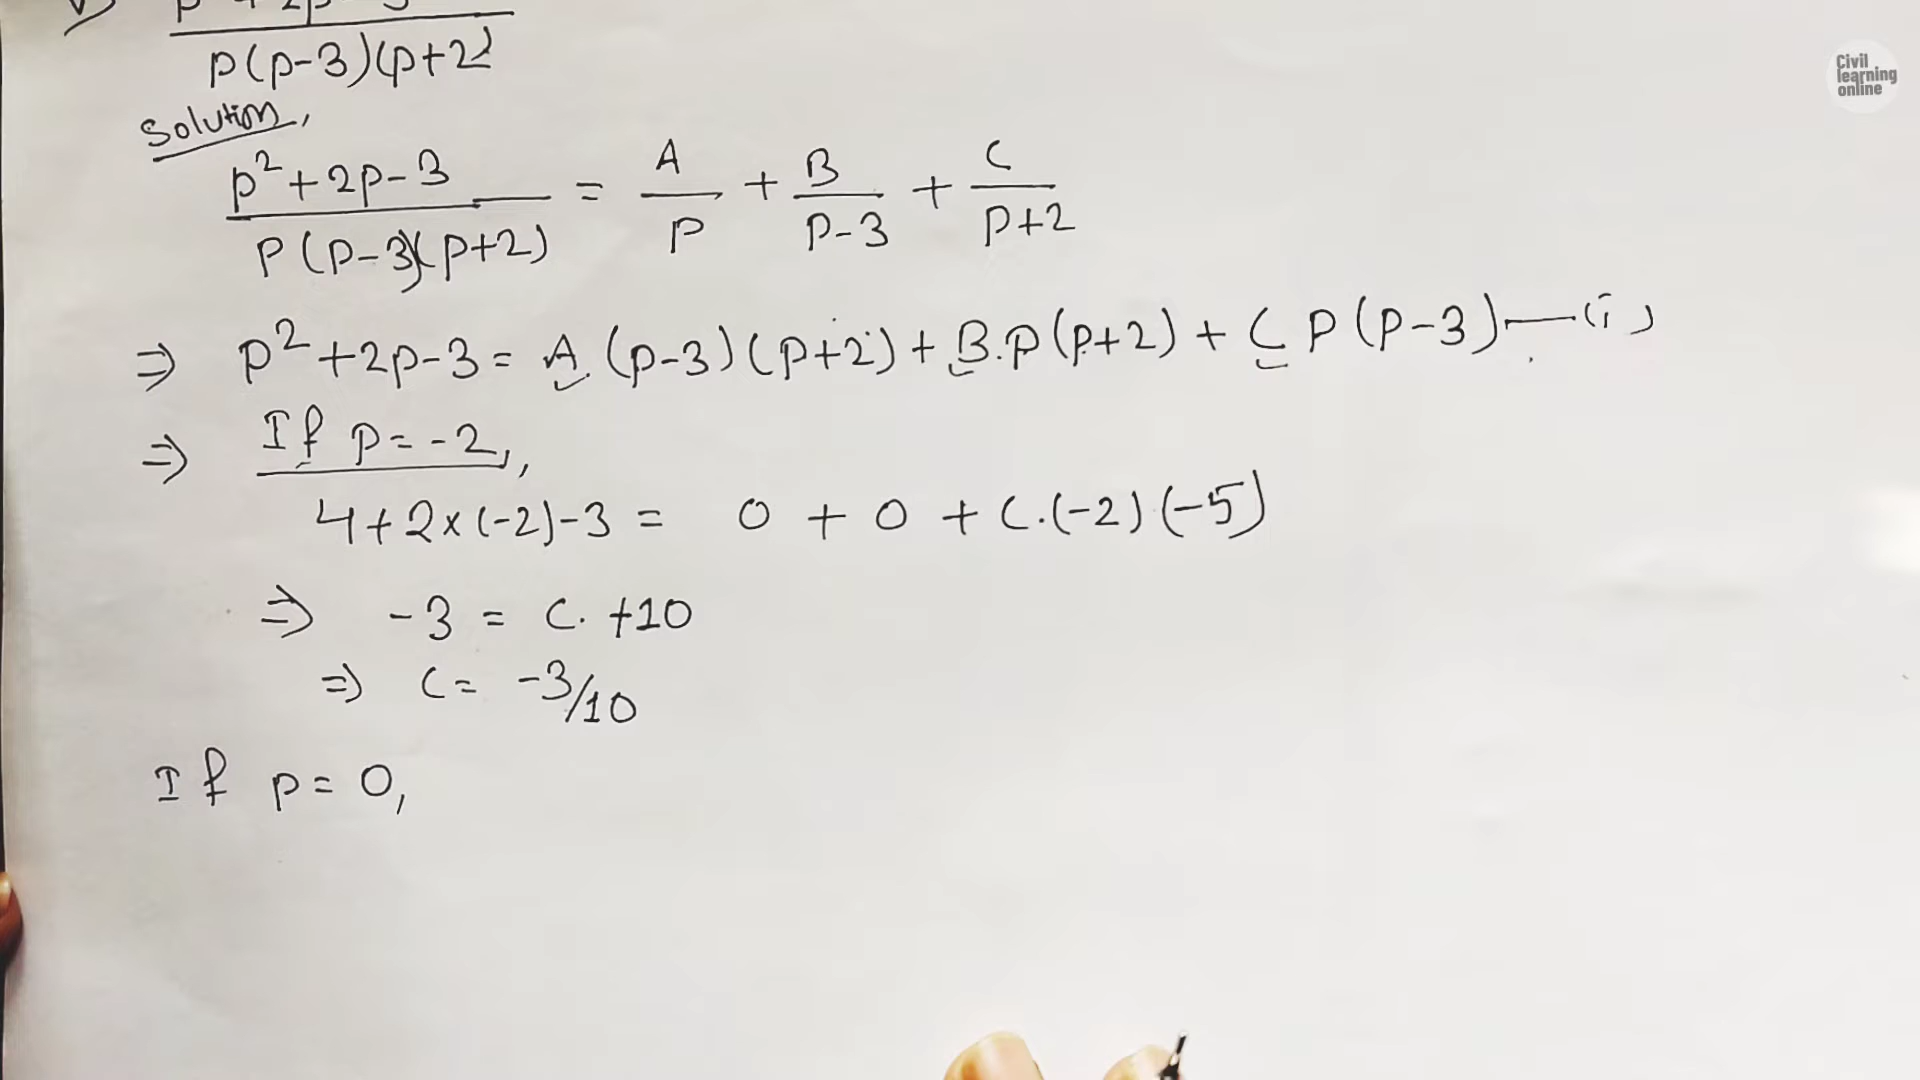 p(p-3)(p+2)
Solution,
p²+2p-3 / P(p-3)(p+2) = A/P + B/P-3 + C/P+2
⇒ p²+2p-3 = A.(p-3)(p+2) + B.p(p+2) + C P(p-3) —(i)
⇒ If p=-2,,
4+2×(-2)-3 = 0 + 0 + C.(-2)(-5)
⇒ -3 = C. +10
⇒ C= -3/10
If p=0,
Civil
learning
online